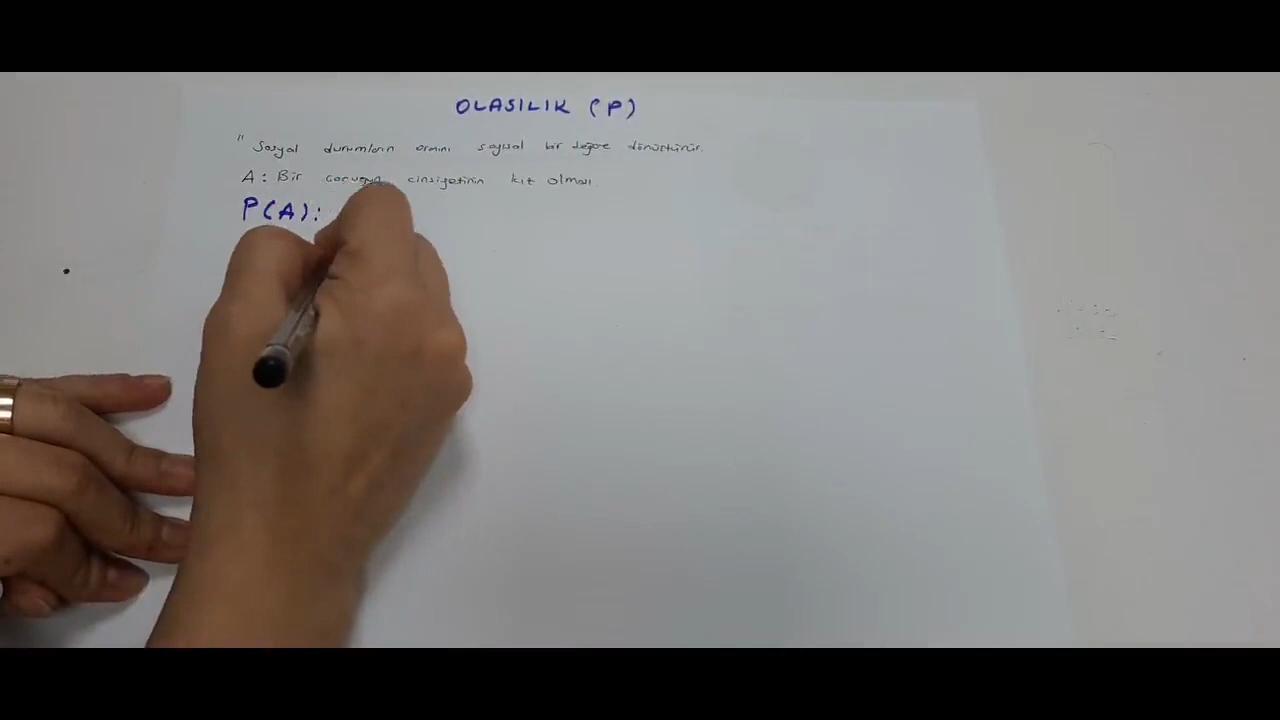 OLASILIK (P)
" Sosyal durumların oranını sayısal bir değere dönüştürür.
A : Bir çocuğun cinsiyetinin kız olması.
P(A):